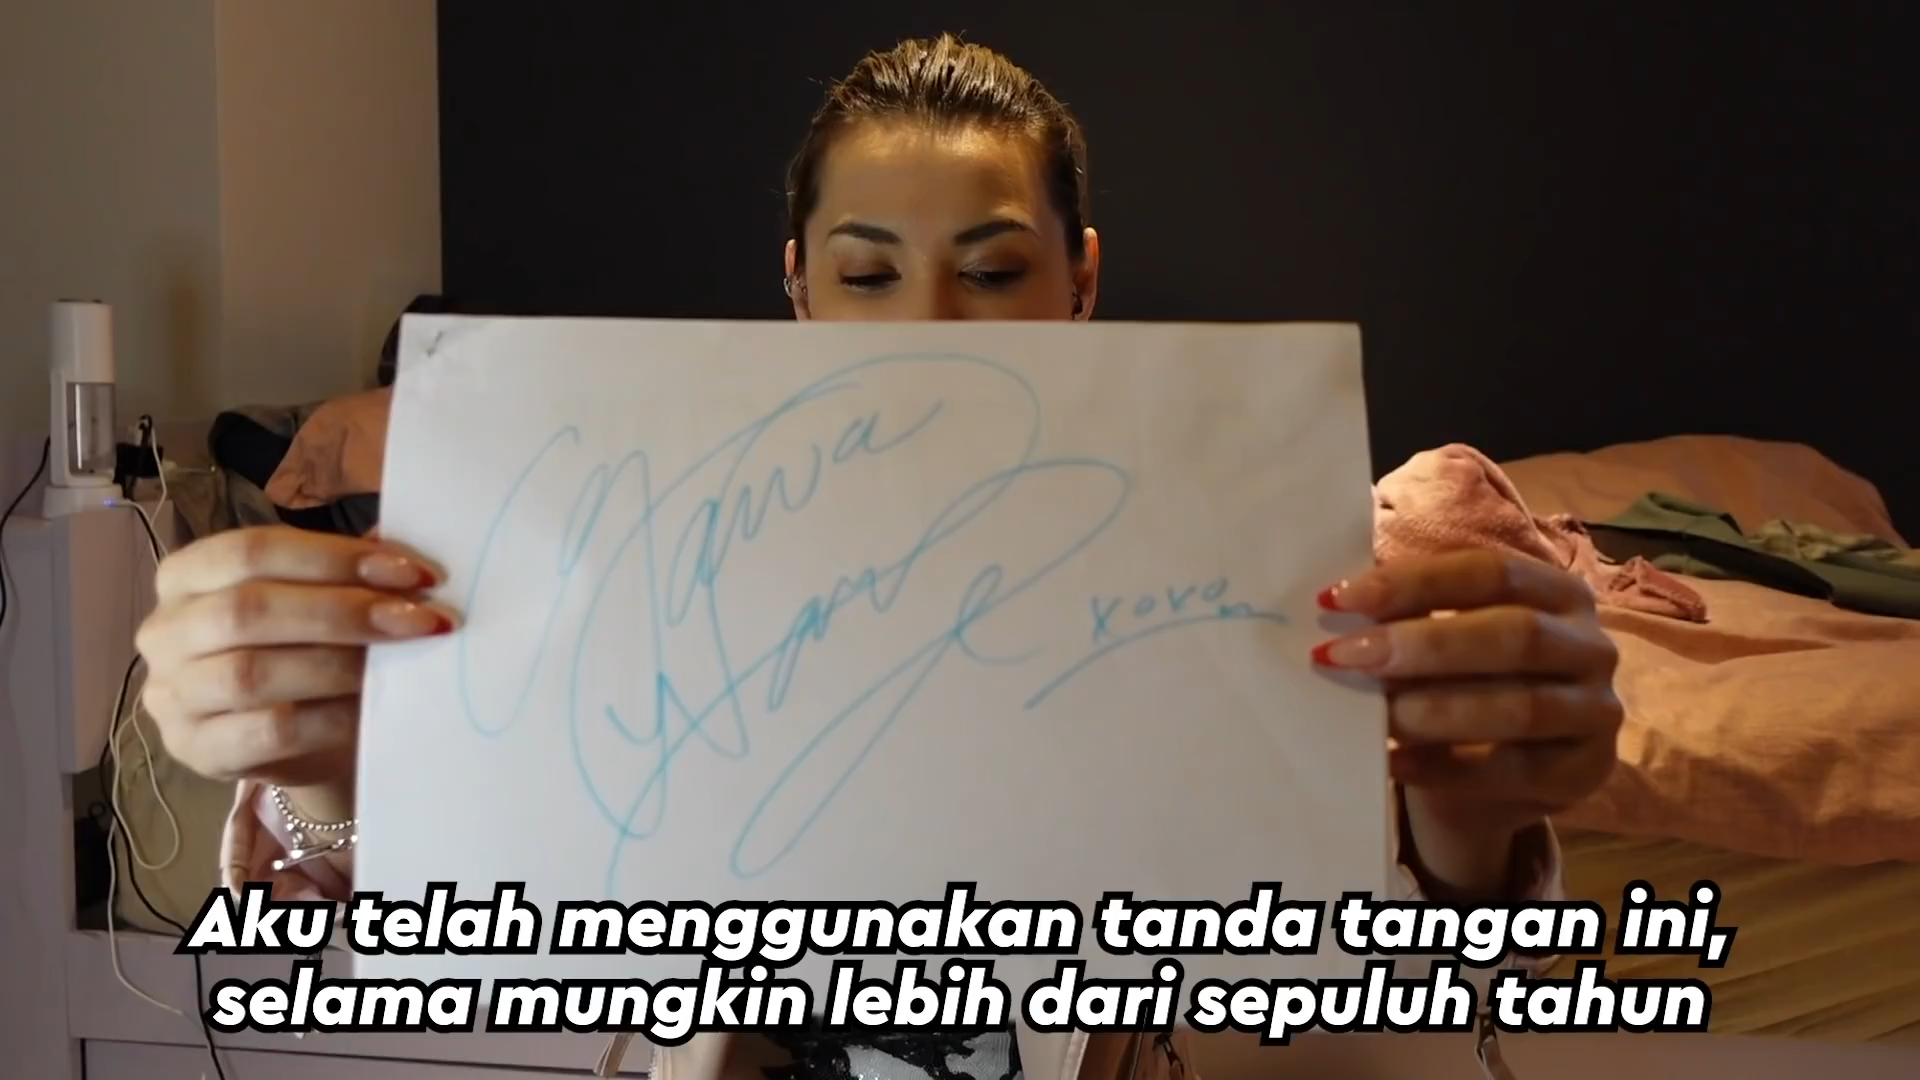 xoxo
Aku telah menggunakan tanda tangan ini,
selama mungkin lebih dari sepuluh tahun